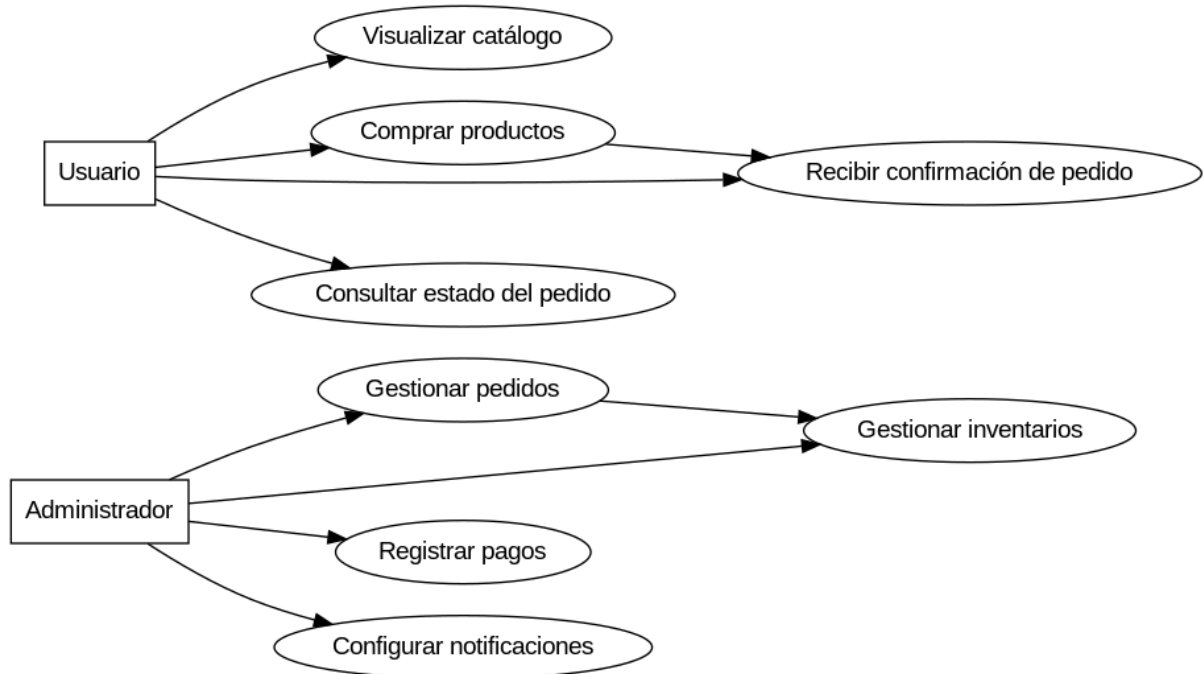 Visualizar catálogo
Comprar productos
Usuario
Recibir confirmación de pedido
Consultar estado del pedido
Gestionar pedidos
Gestionar inventarios
Administrador
Registrar pagos
Configurar notificaciones